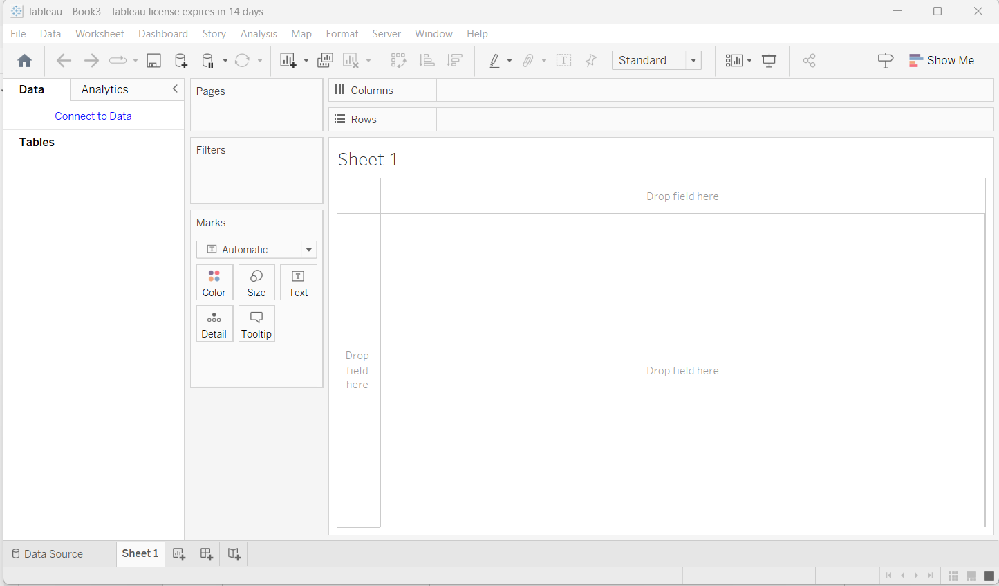 Tableau - Book3 - Tableau license expires in 14 days
File Data Worksheet Dashboard Story Analysis Map Format Server Window Help
Standard
Show Me
Data Analytics
Connect to Data
Tables
Pages
Filters
Marks
Automatic
Color Size Text
Detail Tooltip
Columns
Rows
Sheet 1
Drop field here
Drop
field
here
Drop field here
Data Source Sheet 1